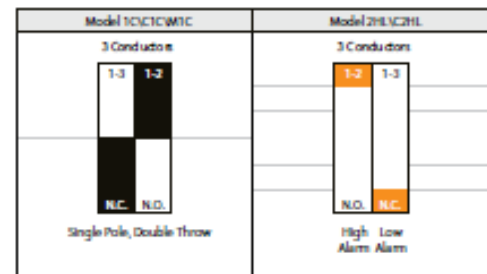 Model 1C\C1C\M1C
Model 2HL\C2HL
3 Conductors
3 Conductors
1-3 1-2
1-2 1-3
N.C. N.O.
N.O. N.C.
Single Pole, Double Throw
High Low
Alarm Alarm